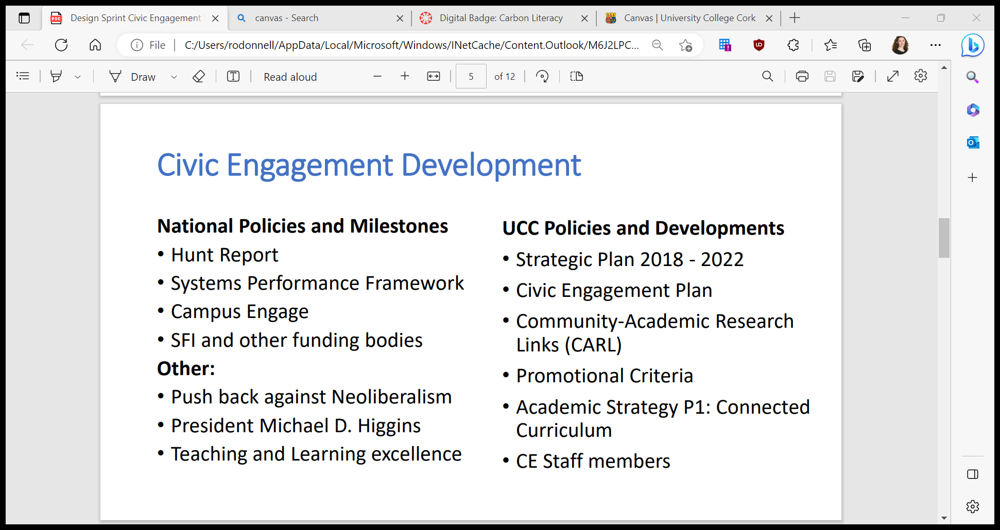 Design Sprint Civic Engagement
canvas - Search
Digital Badge: Carbon Literacy
Canvas | University College Cork
File
C:/Users/rodonnell/AppData/Local/Microsoft/Windows/INetCache/Content.Outlook/M6J2LPC...
Draw
Read aloud
5
of 12
Civic Engagement Development
National Policies and Milestones
• Hunt Report
• Systems Performance Framework
• Campus Engage
• SFI and other funding bodies
Other:
• Push back against Neoliberalism
• President Michael D. Higgins
• Teaching and Learning excellence
UCC Policies and Developments
• Strategic Plan 2018 - 2022
• Civic Engagement Plan
• Community-Academic Research
Links (CARL)
• Promotional Criteria
• Academic Strategy P1: Connected
Curriculum
• CE Staff members